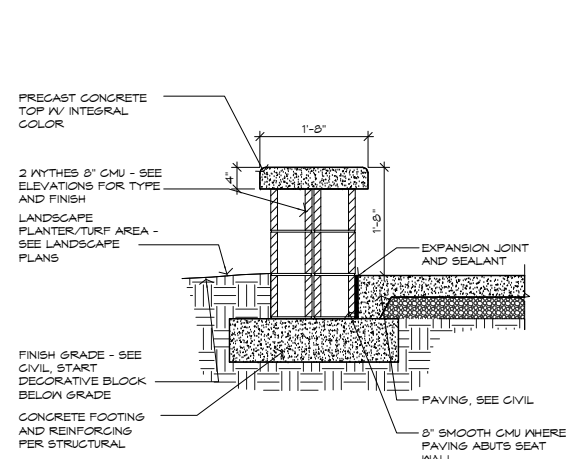 PRECAST CONCRETE
TOP W/ INTEGRAL
COLOR
1'-8"
2 WYTHES 8" CMU - SEE
ELEVATIONS FOR TYPE
AND FINISH
4"
1'-8"
LANDSCAPE
PLANTER/TURF AREA -
SEE LANDSCAPE
PLANS
EXPANSION JOINT
AND SEALANT
FINISH GRADE - SEE
CIVIL, START
DECORATIVE BLOCK
BELOW GRADE
CONCRETE FOOTING
AND REINFORCING
PER STRUCTURAL
PAVING, SEE CIVIL
8" SMOOTH CMU WHERE
PAVING ABUTS SEAT
WALL